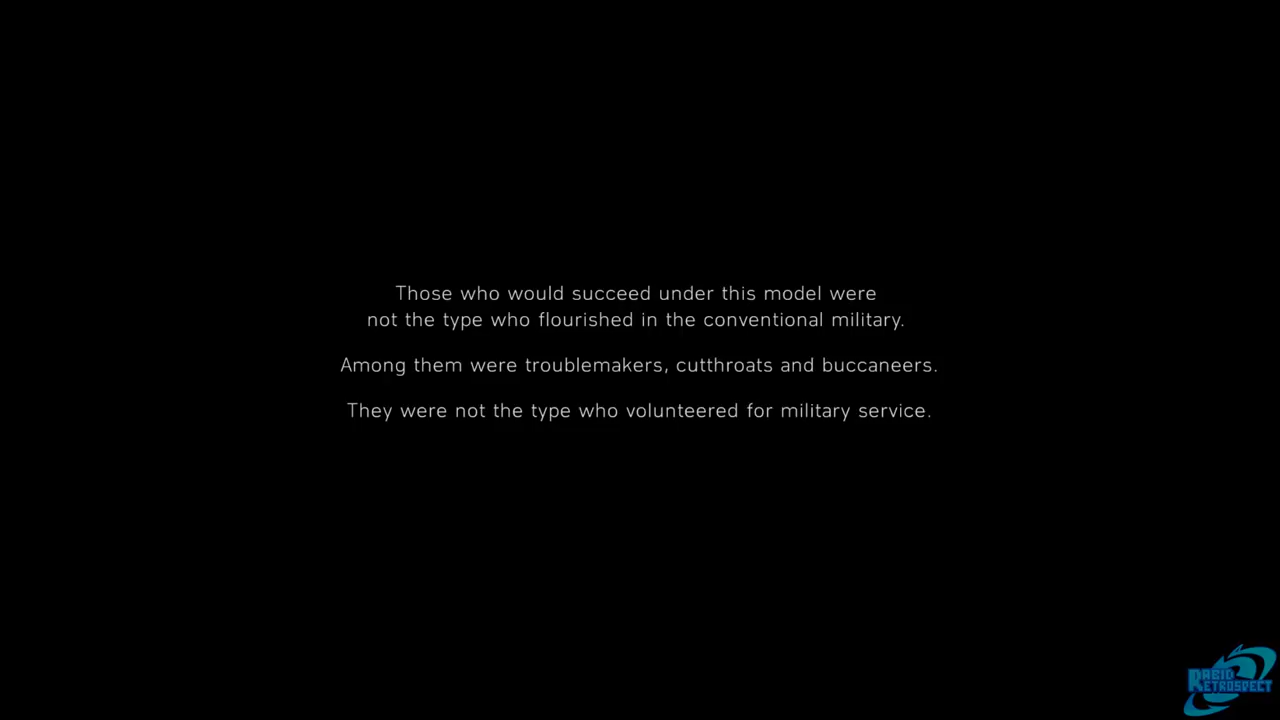 Those who would succeed under this model were
not the type who flourished in the conventional military.
Among them were troublemakers, cutthroats and buccaneers.
They were not the type who volunteered for military service.
RABID
RETROSPECT